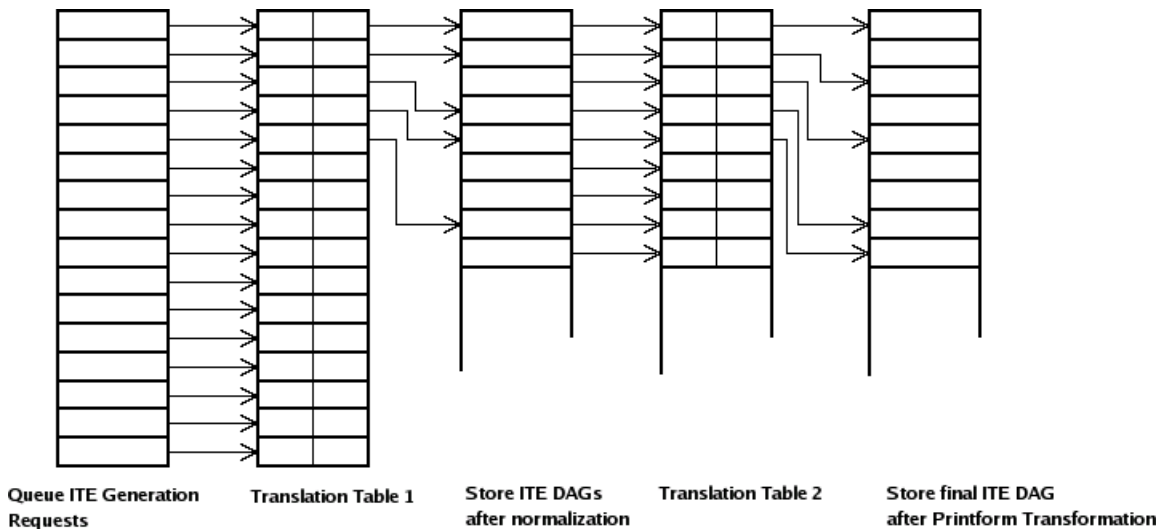 Queue ITE Generation
Requests
Translation Table 1
Store ITE DAGs
after normalization
Translation Table 2
Store final ITE DAG
after Printform Transformation